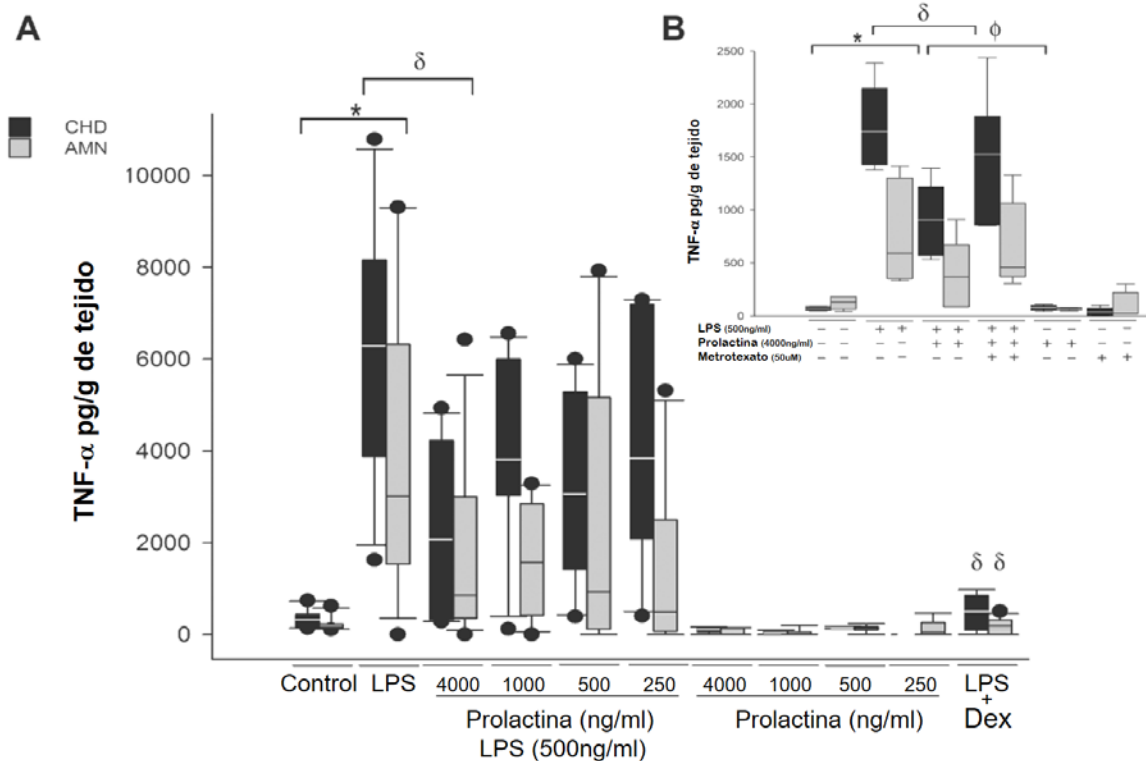 A
CHD
AMN
δ
*
TNF-α pg/g de tejido
10000
8000
6000
4000
2000
0
δ δ
Control LPS 4000 1000 500 250 4000 1000 500 250 LPS
+
Dex
Prolactina (ng/ml) Prolactina (ng/ml)
LPS (500ng/ml)
B
δ
* ϕ
TNF-α pg/g de tejido
2500
2000
1500
1000
500
0
LPS (500ng/ml) − − + + + + + + − − − −
Prolactina (4000ng/ml) − − − − + + + + + + − −
Metrotexato (50uM) − − − − − − + + − − + +